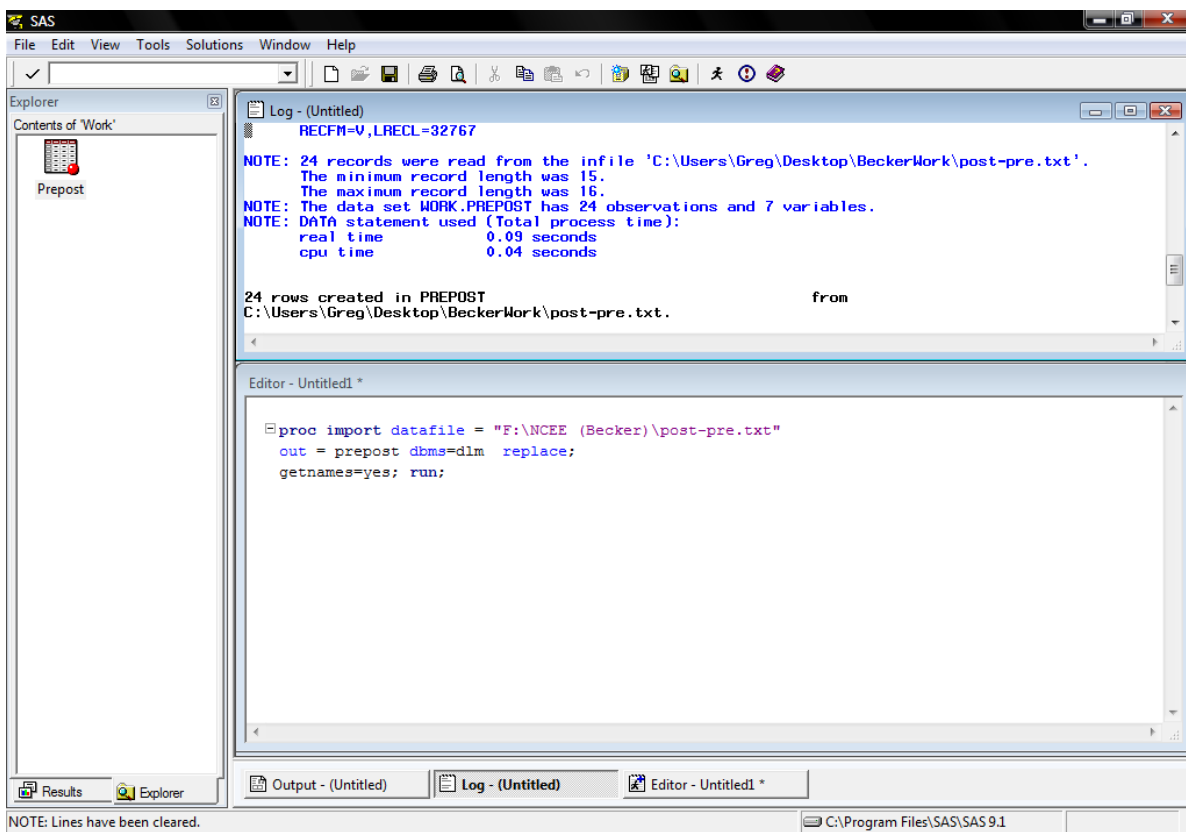 SAS
File Edit View Tools Solutions Window Help
Explorer
Contents of 'Work'
Prepost
Log - (Untitled)
RECFM=V,LRECL=32767
NOTE: 24 records were read from the infile 'C:\Users\Greg\Desktop\BeckerWork\post-pre.txt'.
The minimum record length was 15.
The maximum record length was 16.
NOTE: The data set WORK.PREPOST has 24 observations and 7 variables.
NOTE: DATA statement used (Total process time):
real time 0.09 seconds
cpu time 0.04 seconds
24 rows created in PREPOST from
C:\Users\Greg\Desktop\BeckerWork\post-pre.txt.
Editor - Untitled1 *
proc import datafile = "F:\NCEE (Becker)\post-pre.txt"
out = prepost dbms=dlm replace;
getnames=yes; run;
Results Explorer
Output - (Untitled) Log - (Untitled) Editor - Untitled1 *
NOTE: Lines have been cleared. C:\Program Files\SAS\SAS 9.1